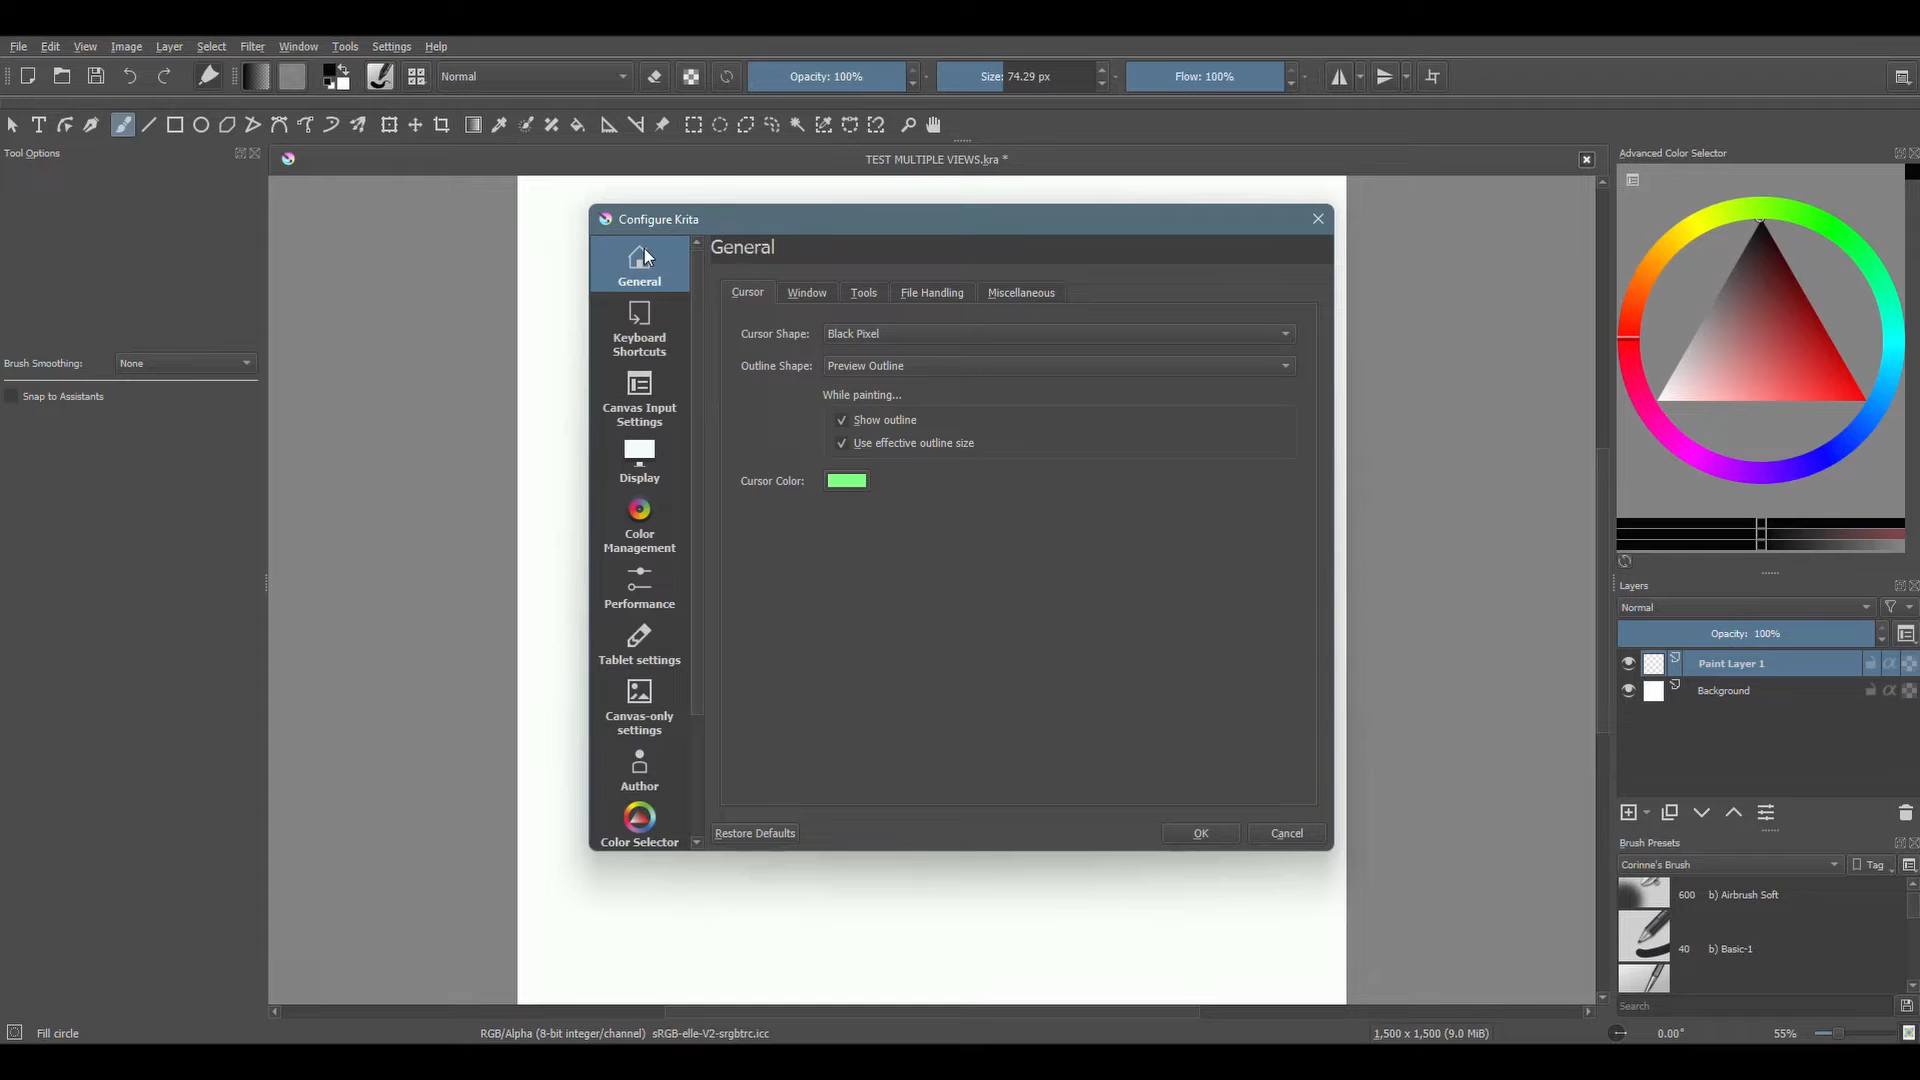 File Edit View Image Layer Select Filter Window Tools Settings Help
Normal Opacity: 100% Size: 74.29 px Flow: 100%
Tool Options
TEST MULTIPLE VIEWS.kra *
Advanced Color Selector
Brush Smoothing: None
Snap to Assistants
Configure Krita
General
Keyboard
Shortcuts
Canvas Input
Settings
Display
Color
Management
Performance
Tablet settings
Canvas-only
settings
Author
Color Selector
General
Cursor Window Tools File Handling Miscellaneous
Cursor Shape: Black Pixel
Outline Shape: Preview Outline
While painting...
Show outline
Use effective outline size
Cursor Color:
Restore Defaults OK Cancel
Layers
Normal
Opacity: 100%
Paint Layer 1
Background
Brush Presets
Corinne's Brush Tag
600 b) Airbrush Soft
40 b) Basic-1
Search
Fill circle RGB/Alpha (8-bit integer/channel) sRGB-elle-V2-srgbtrc.icc 1,500 x 1,500 (9.0 MiB) 0.00° 55%